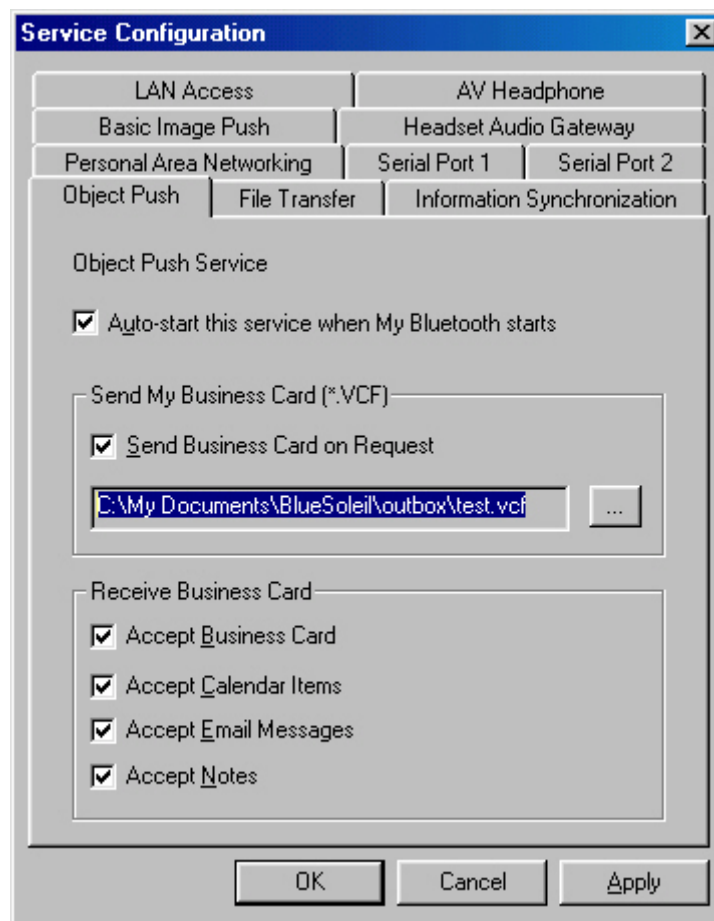 Service Configuration
LAN Access
AV Headphone
Basic Image Push
Headset Audio Gateway
Personal Area Networking
Serial Port 1
Serial Port 2
Object Push
File Transfer
Information Synchronization
Object Push Service
Auto-start this service when My Bluetooth starts
Send My Business Card (*.VCF)
Send Business Card on Request
C:\My Documents\BlueSoleil\outbox\test.vcf
...
Receive Business Card
Accept Business Card
Accept Calendar Items
Accept Email Messages
Accept Notes
OK
Cancel
Apply